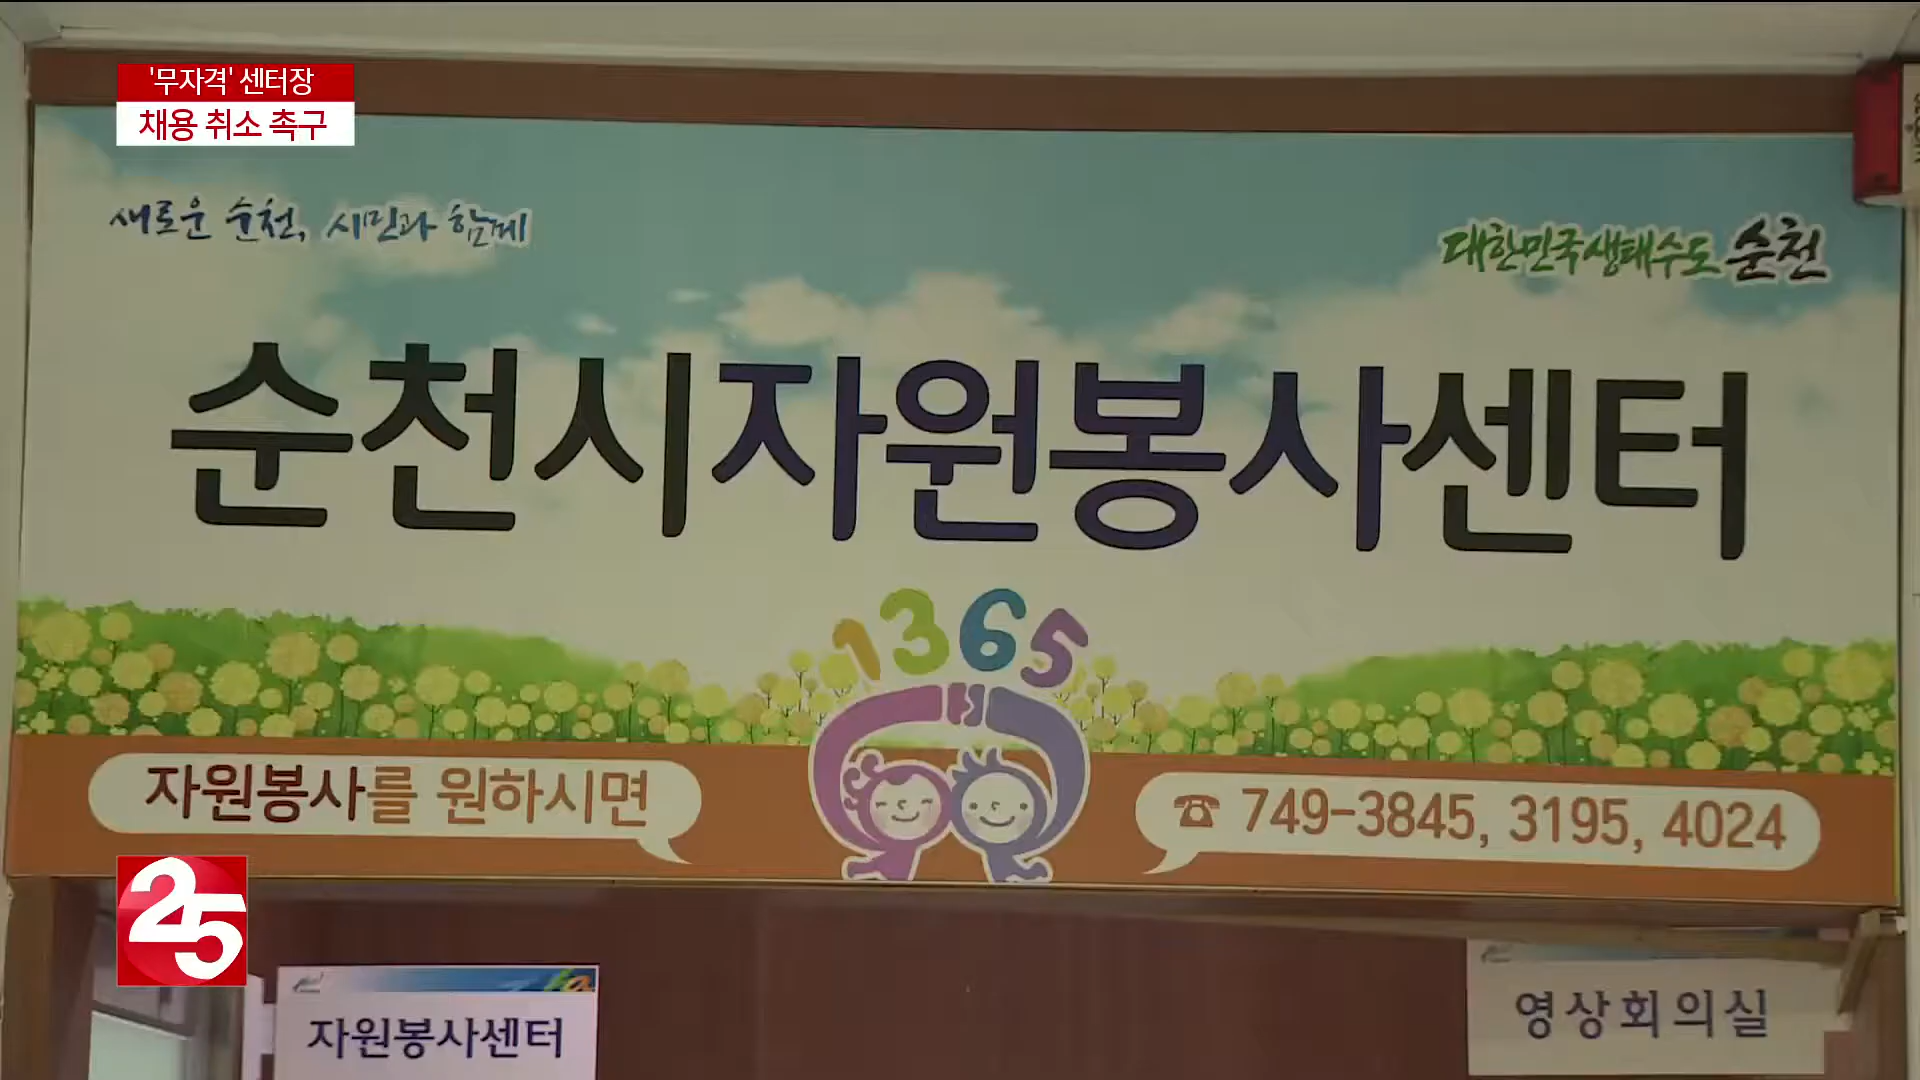 '무자격' 센터장
채용 취소 촉구
새로운 순천, 시민과 함께
대한민국생태수도 순천
순천시자원봉사센터
1365
자원봉사를 원하시면
☎ 749-3845, 3195, 4024
25
자원봉사센터
영상회의실